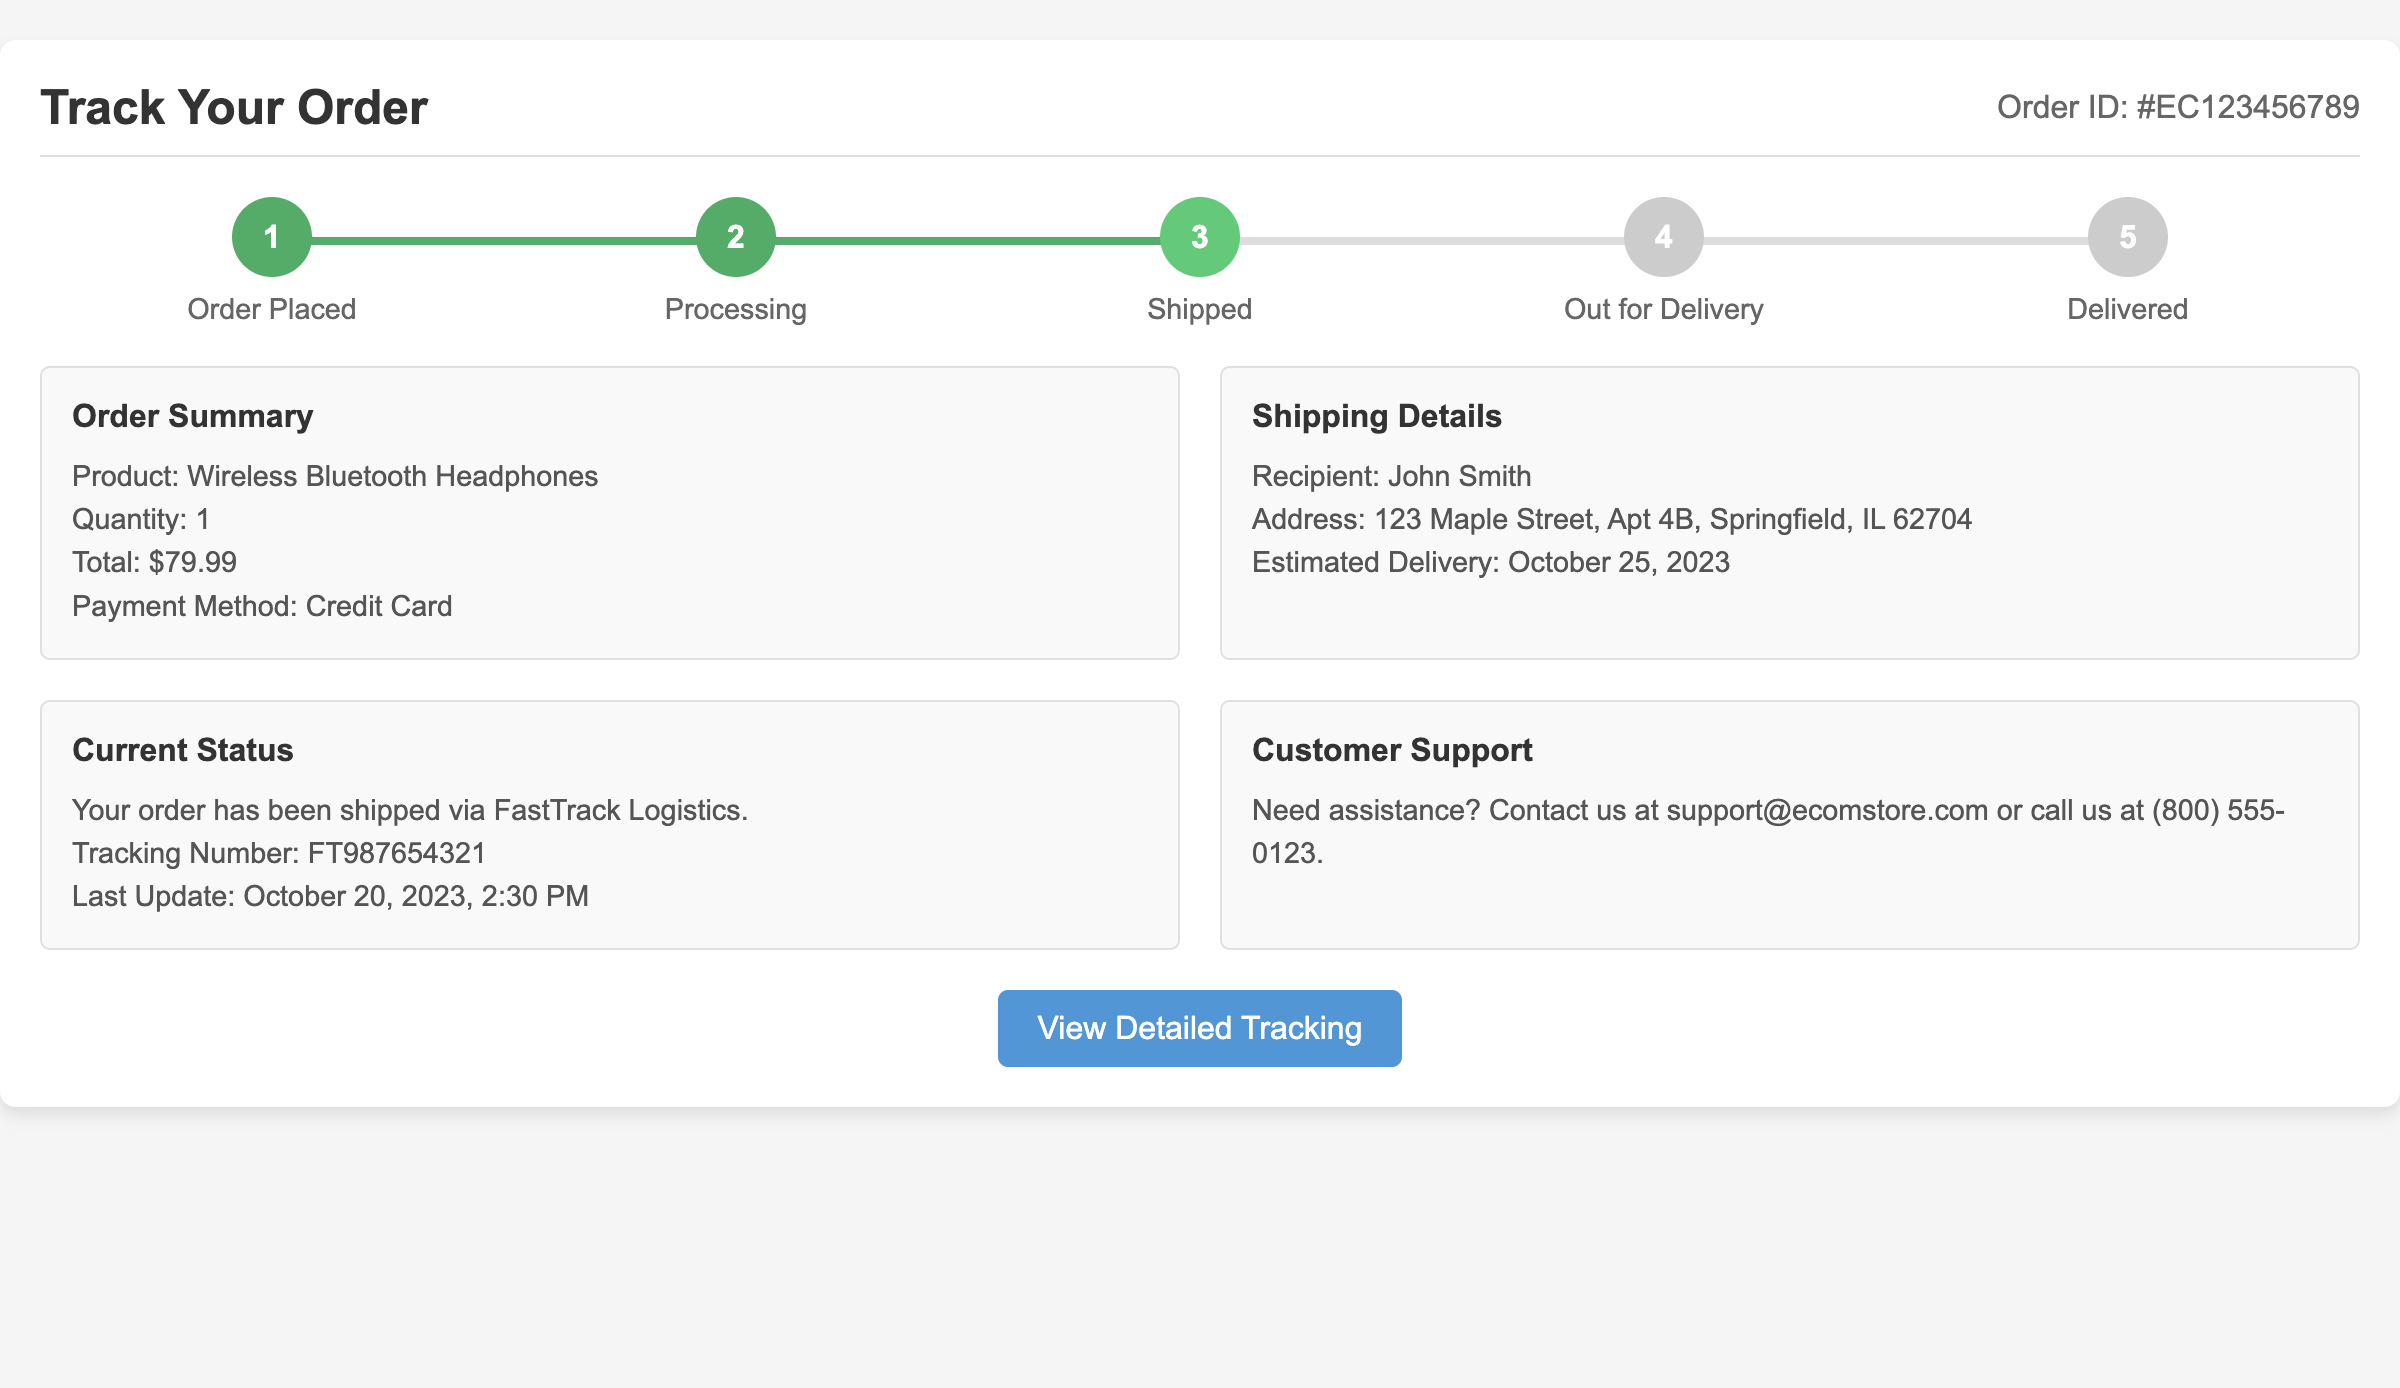 Track Your Order
Order ID: #EC123456789
1
2
3
4
5
Order Placed
Processing
Shipped
Out for Delivery
Delivered
Order Summary
Product: Wireless Bluetooth Headphones
Quantity: 1
Total: $79.99
Payment Method: Credit Card
Shipping Details
Recipient: John Smith
Address: 123 Maple Street, Apt 4B, Springfield, IL 62704
Estimated Delivery: October 25, 2023
Current Status
Your order has been shipped via FastTrack Logistics.
Tracking Number: FT987654321
Last Update: October 20, 2023, 2:30 PM
Customer Support
Need assistance? Contact us at support@ecomstore.com or call us at (800) 555-
0123.
View Detailed Tracking